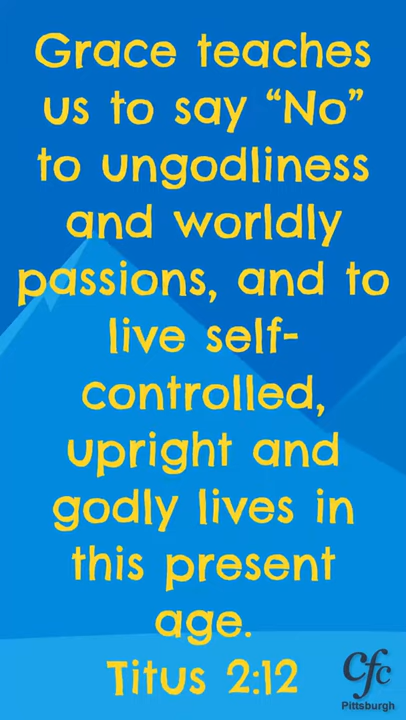 Grace teaches
us to say “No”
to ungodliness
and worldly
passions, and to
live self-
controlled,
upright and
godly lives in
this present
age.
Titus 2:12
cfc
Pittsburgh